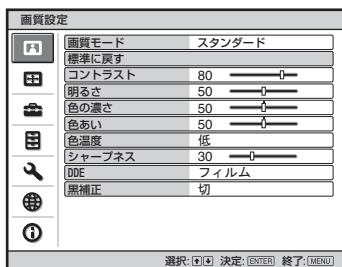 画質設定
画質モード スタンダード
標準に戻す
コントラスト 80
明るさ 50
色の濃さ 50
色あい 50
色温度 低
シャープネス 30
DDE フィルム
黒補正 切
選択: 決定: ENTER 終了: MENU